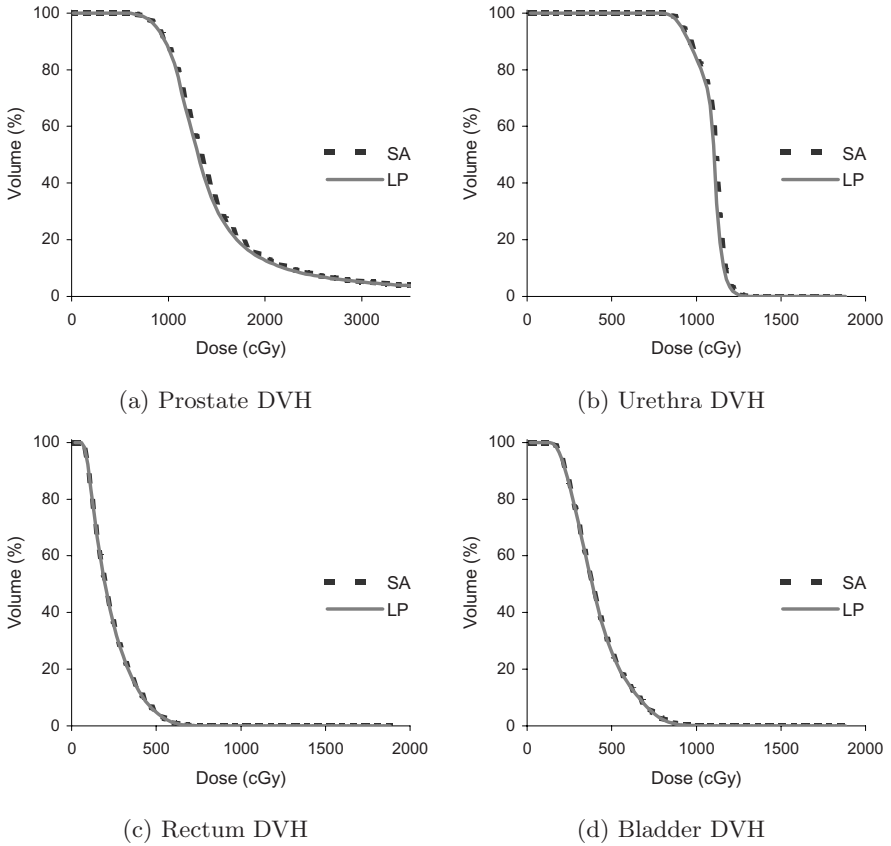 100
80
60
40
20
0
Volume (%)
0 1000 2000 3000
Dose (cGy)
SA
LP
(a) Prostate DVH
100
80
60
40
20
0
Volume (%)
0 500 1000 1500 2000
Dose (cGy)
SA
LP
(b) Urethra DVH
100
80
60
40
20
0
Volume (%)
0 500 1000 1500 2000
Dose (cGy)
SA
LP
(c) Rectum DVH
100
80
60
40
20
0
Volume (%)
0 500 1000 1500 2000
Dose (cGy)
SA
LP
(d) Bladder DVH